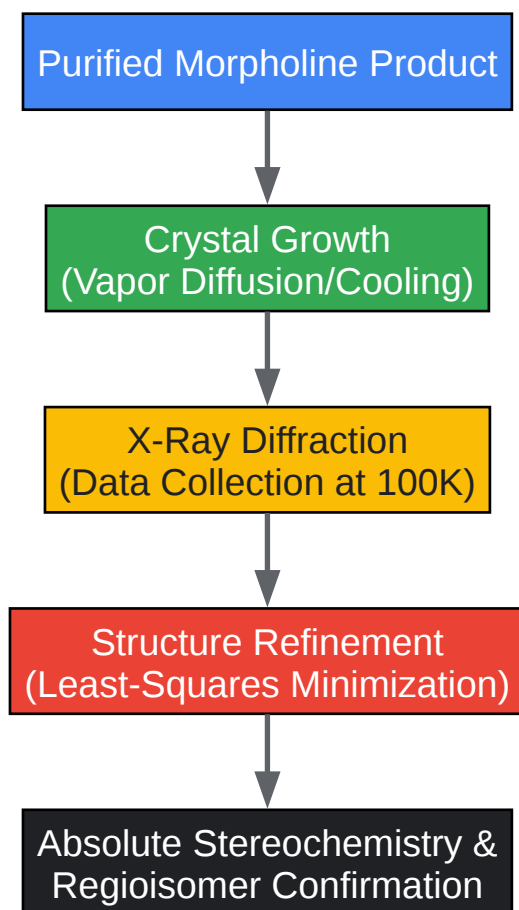 Purified Morpholine Product
Crystal Growth
(Vapor Diffusion/Cooling)
X-Ray Diffraction
(Data Collection at 100K)
Structure Refinement
(Least-Squares Minimization)
Absolute Stereochemistry &
Regioisomer Confirmation